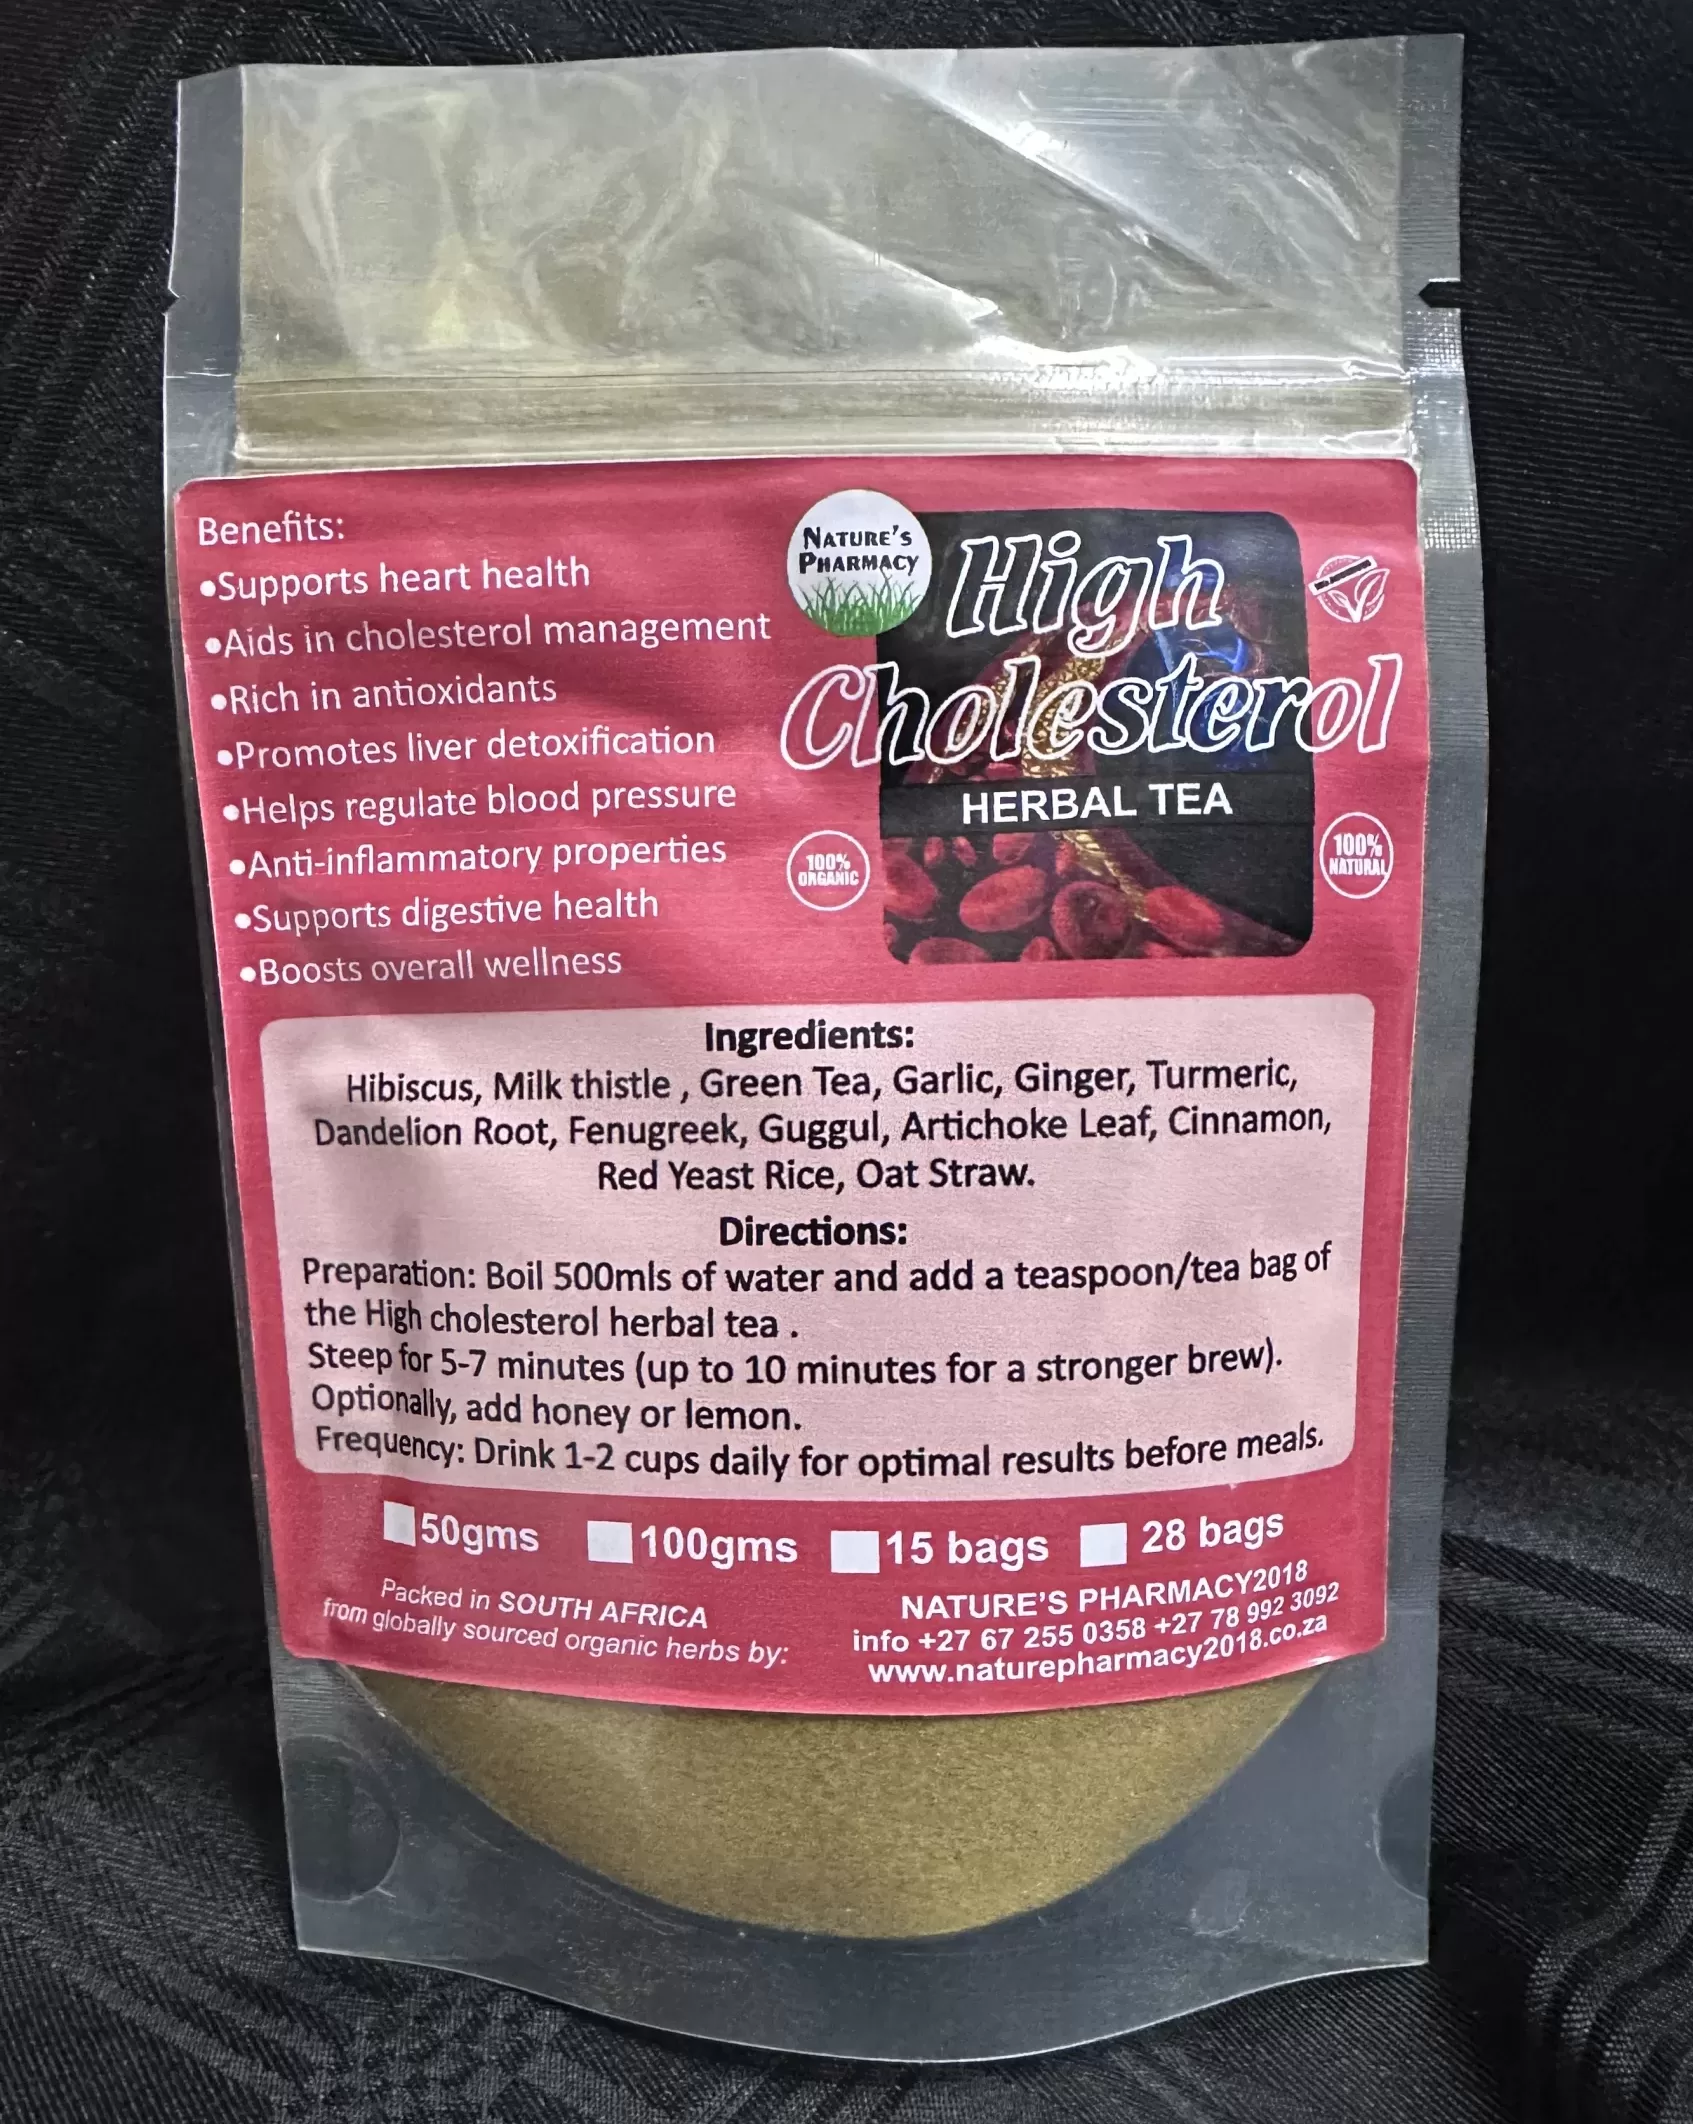 Benefits:
•Supports heart health
•Aids in cholesterol management
•Rich in antioxidants
•Promotes liver detoxification
•Helps regulate blood pressure
•Anti-inflammatory properties
•Supports digestive health
•Boosts overall wellness
NATURE'S
PHARMACY
High
Cholesterol
HERBAL TEA
100%
ORGANIC
100%
NATURAL
Ingredients:
Hibiscus, Milk thistle , Green Tea, Garlic, Ginger, Turmeric,
Dandelion Root, Fenugreek, Guggul, Artichoke Leaf, Cinnamon,
Red Yeast Rice, Oat Straw.
Directions:
Preparation: Boil 500mls of water and add a teaspoon/tea bag of
the High cholesterol herbal tea .
Steep for 5-7 minutes (up to 10 minutes for a stronger brew).
Optionally, add honey or lemon.
Frequency: Drink 1-2 cups daily for optimal results before meals.
50gms 100gms 15 bags 28 bags
Packed in SOUTH AFRICA
from globally sourced organic herbs by:
NATURE'S PHARMACY2018
info +27 67 255 0358 +27 78 992 3092
www.naturepharmacy2018.co.za